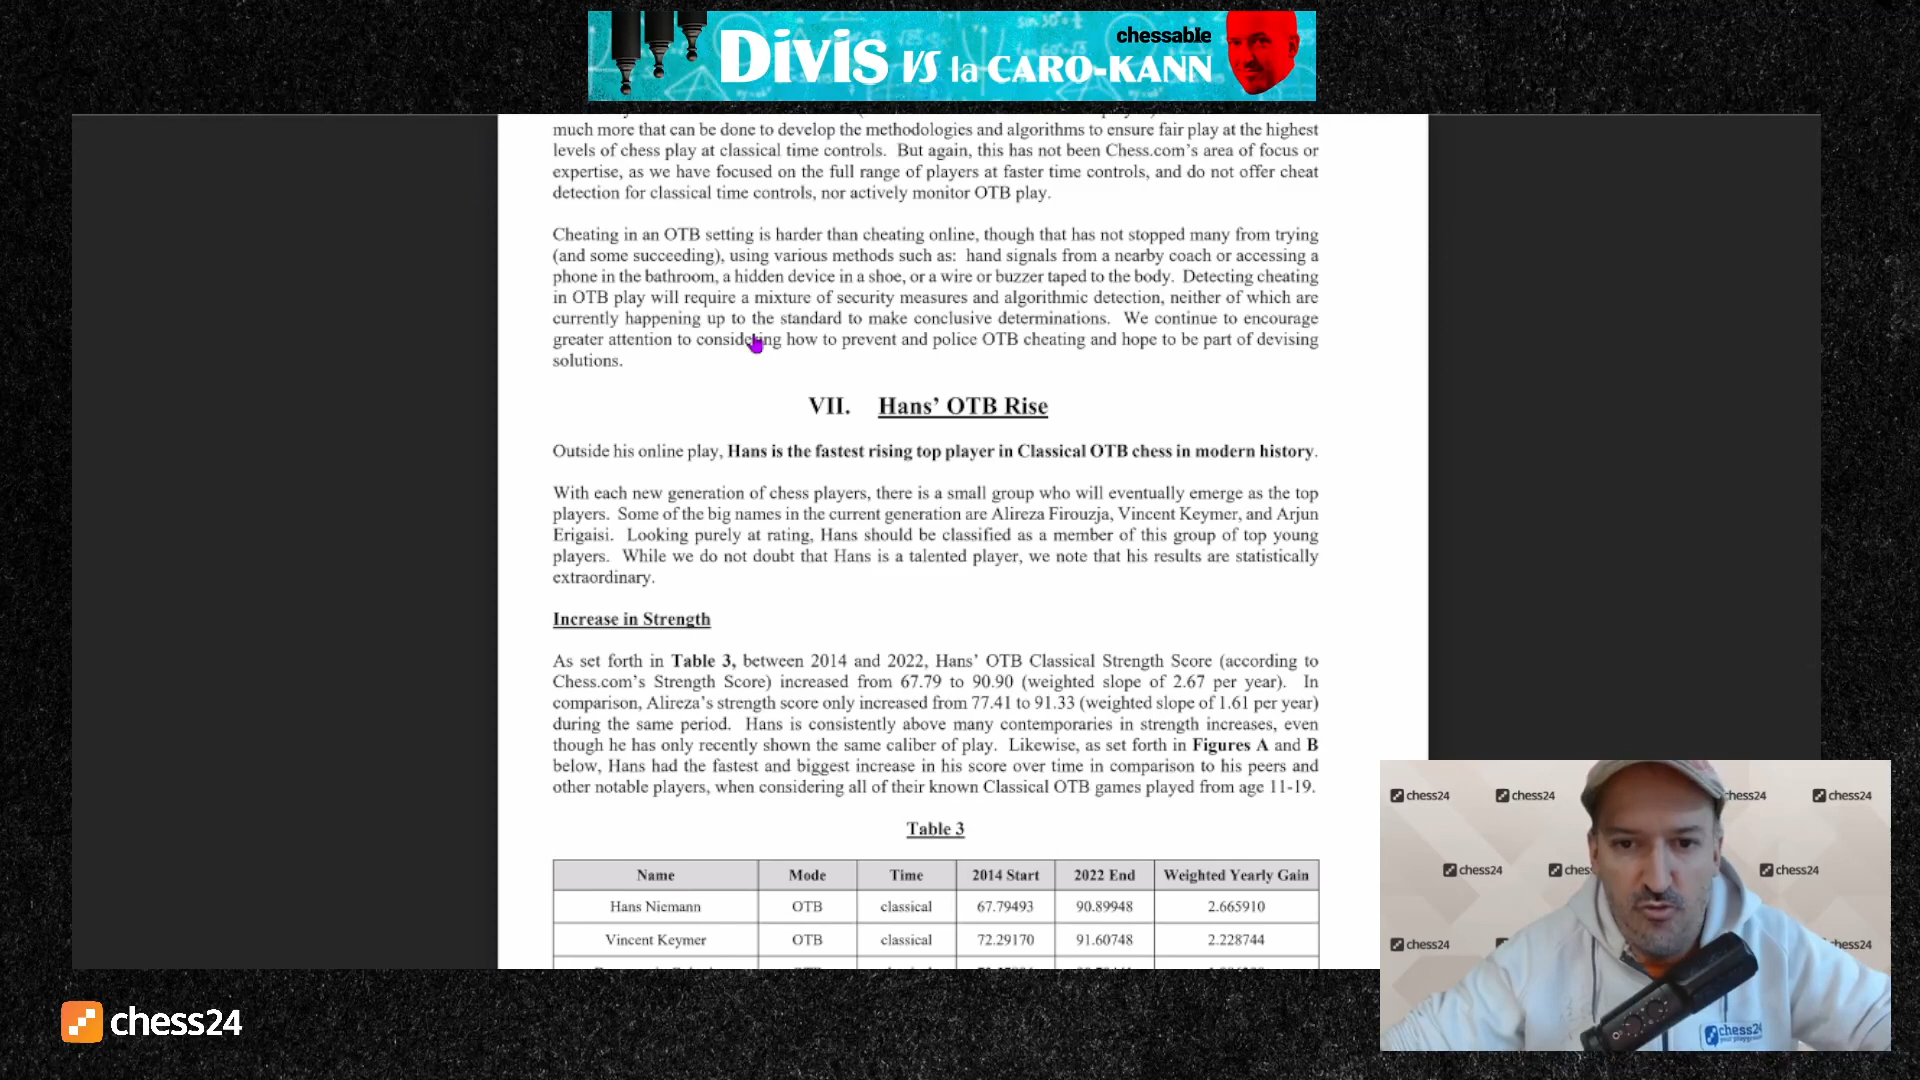 chessable
Divis vs la CARO-KANN
much more that can be done to develop the methodologies and algorithms to ensure fair play at the highest
levels of chess play at classical time controls. But again, this has not been Chess.com's area of focus or
expertise, as we have focused on the full range of players at faster time controls, and do not offer cheat
detection for classical time controls, nor actively monitor OTB play.
Cheating in an OTB setting is harder than cheating online, though that has not stopped many from trying
(and some succeeding), using various methods such as: hand signals from a nearby coach or accessing a
phone in the bathroom, a hidden device in a shoe, or a wire or buzzer taped to the body. Detecting cheating
in OTB play will require a mixture of security measures and algorithmic detection, neither of which are
currently happening up to the standard to make conclusive determinations. We continue to encourage
greater attention to considering how to prevent and police OTB cheating and hope to be part of devising
solutions.
VII. Hans' OTB Rise
Outside his online play, Hans is the fastest rising top player in Classical OTB chess in modern history.
With each new generation of chess players, there is a small group who will eventually emerge as the top
players. Some of the big names in the current generation are Alireza Firouzja, Vincent Keymer, and Arjun
Erigaisi. Looking purely at rating, Hans should be classified as a member of this group of top young
players. While we do not doubt that Hans is a talented player, we note that his results are statistically
extraordinary.
Increase in Strength
As set forth in Table 3, between 2014 and 2022, Hans' OTB Classical Strength Score (according to
Chess.com's Strength Score) increased from 67.79 to 90.90 (weighted slope of 2.67 per year). In
comparison, Alireza's strength score only increased from 77.41 to 91.33 (weighted slope of 1.61 per year)
during the same period. Hans is consistently above many contemporaries in strength increases, even
though he has only recently shown the same caliber of play. Likewise, as set forth in Figures A and B
below, Hans had the fastest and biggest increase in his score over time in comparison to his peers and
other notable players, when considering all of their known Classical OTB games played from age 11-19.
Table 3
Name Mode Time 2014 Start 2022 End Weighted Yearly Gain
Hans Niemann OTB classical 67.79493 90.89948 2.665910
Vincent Keymer OTB classical 72.29170 91.60748 2.228744
chess24 chess24 chess24 chess24
chess24 chess24
chess24
chess24
chess24